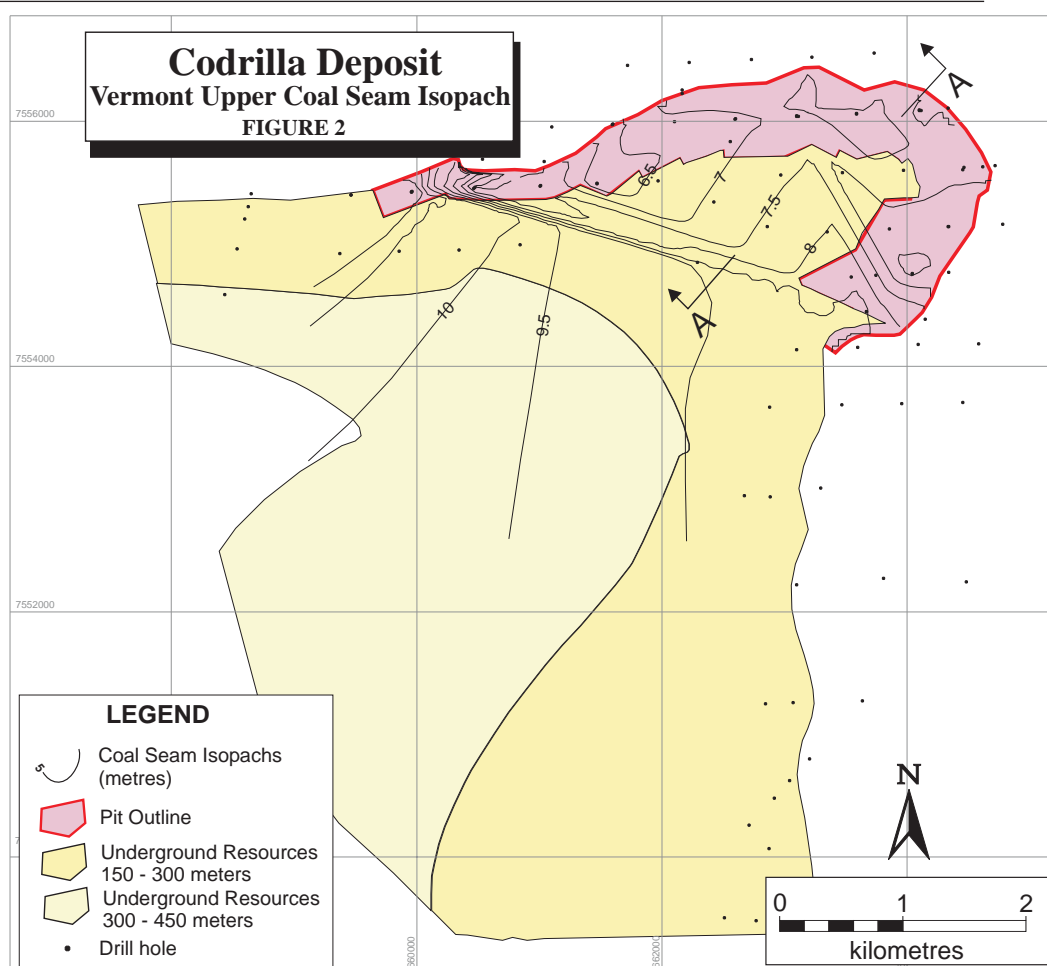 Codrilla Deposit
Vermont Upper Coal Seam Isopach
FIGURE 2
A
7556000
6.5
7
7.5
8
10
9.5
A
7554000
7552000
LEGEND
5
Coal Seam Isopachs
(metres)
Pit Outline
Underground Resources
150 - 300 meters
Underground Resources
300 - 450 meters
Drill hole
N
0 1 2
kilometres
662000